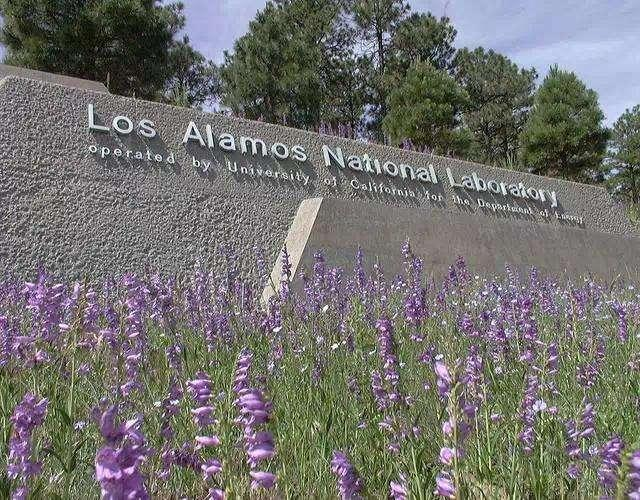 Los Alamos National Laboratory
operated by University of California for the Department of Energy